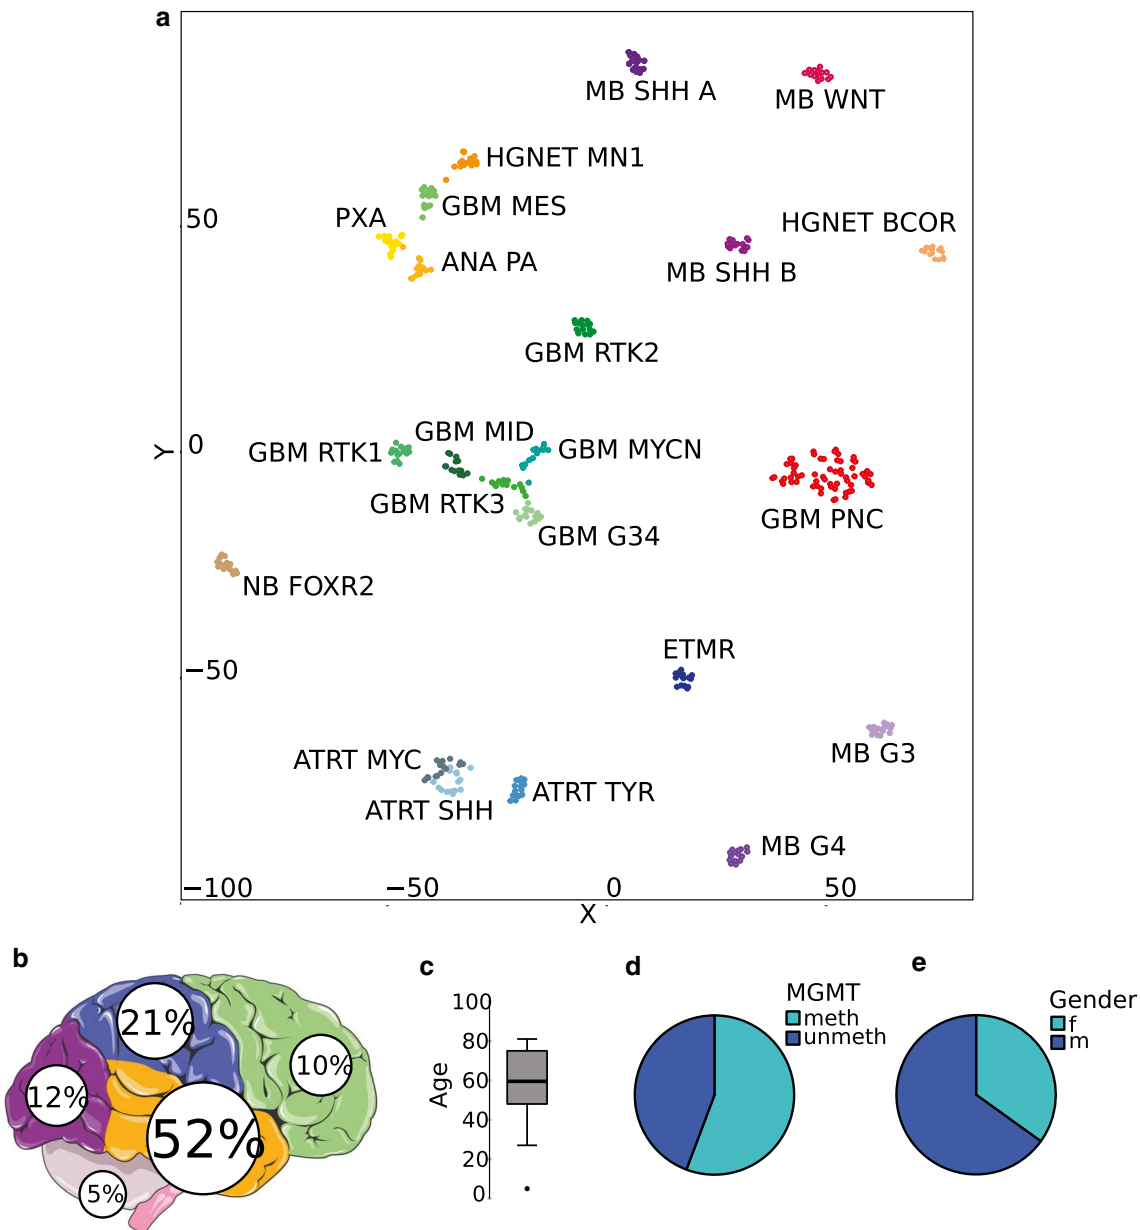 a
MB SHH A
MB WNT
HGNET MN1
GBM MES
PXA
50
HGNET BCOR
ANA PA
MB SHH B
GBM RTK2
GBM MID
Y
0
GBM RTK1
GBM MYCN
GBM RTK3
GBM PNC
GBM G34
NB FOXR2
ETMR
−50
MB G3
ATRT MYC
ATRT TYR
ATRT SHH
MB G4
−100
−50
0
50
X
b
21%
10%
12%
52%
5%
c
Age
100
80
60
40
20
0
d
MGMT
meth
unmeth
e
Gender
f
m